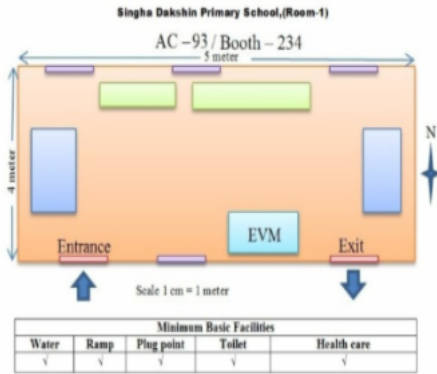 Singha Dakshin Primary School,(Room-1)
AC –93/ Booth – 234
5 meter
4 meter
N
EVM
Entrance
Exit
Scale 1 cm = 1 meter
Minimum Basic Facilities
Water Ramp Plug point Toilet Health care
√ √ √ √ √